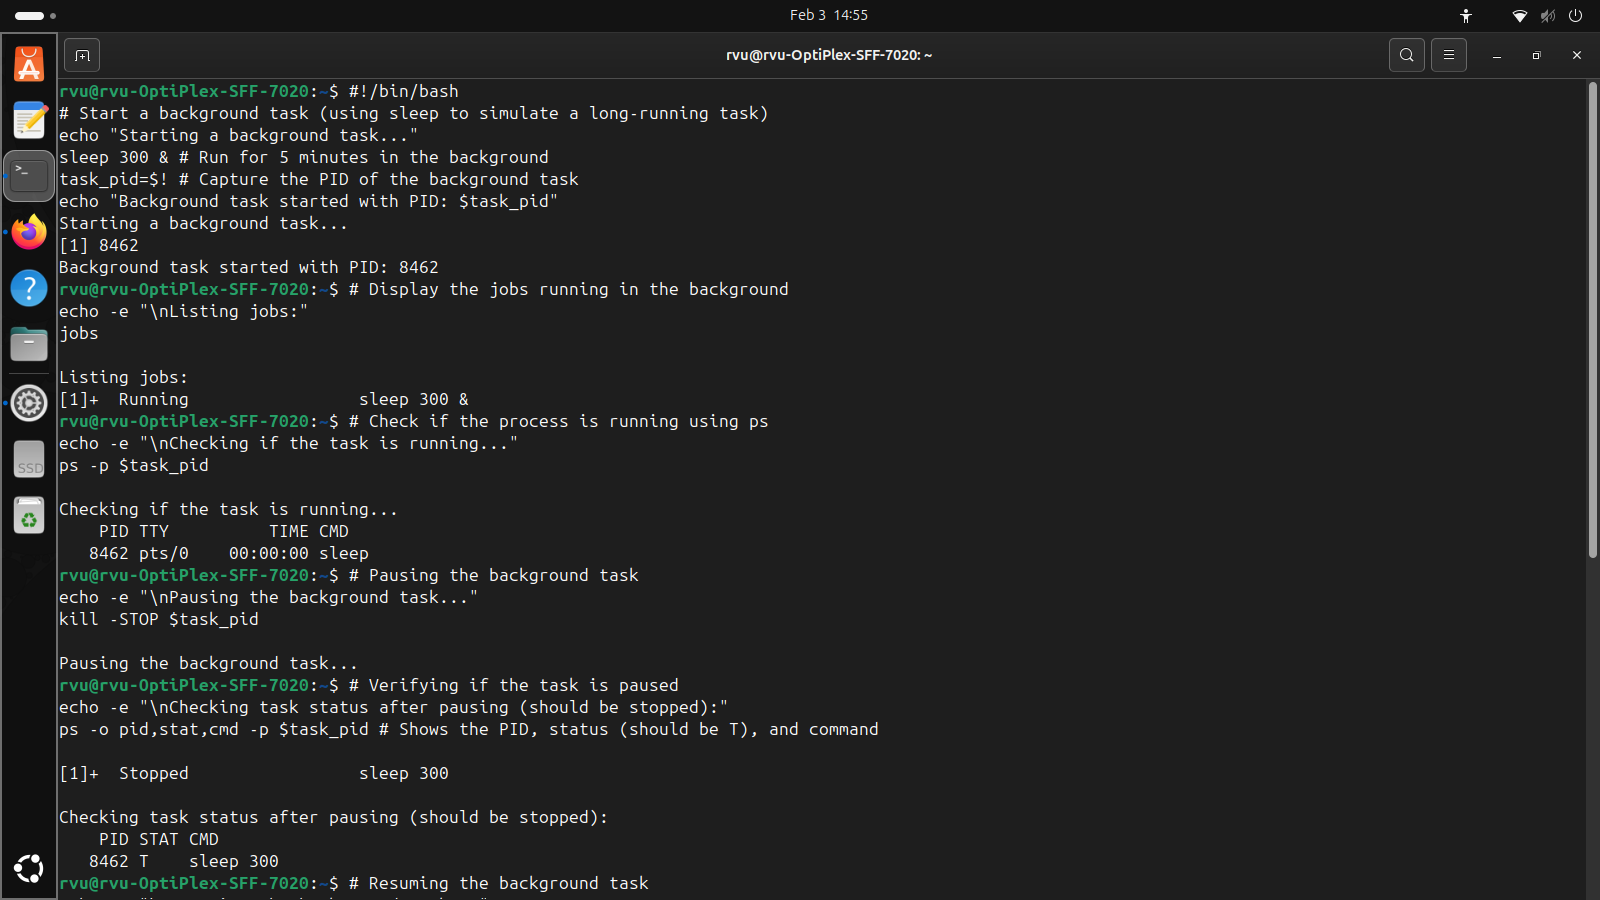 Feb 3 14:55
rvu@rvu-OptiPlex-SFF-7020: ~
rvu@rvu-OptiPlex-SFF-7020:~$ #!/bin/bash
# Start a background task (using sleep to simulate a long-running task)
echo "Starting a background task..."
sleep 300 & # Run for 5 minutes in the background
task_pid=$! # Capture the PID of the background task
echo "Background task started with PID: $task_pid"
Starting a background task...
[1] 8462
Background task started with PID: 8462
rvu@rvu-OptiPlex-SFF-7020:~$ # Display the jobs running in the background
echo -e "\nListing jobs:"
jobs
Listing jobs:
[1]+  Running                 sleep 300 &
rvu@rvu-OptiPlex-SFF-7020:~$ # Check if the process is running using ps
echo -e "\nChecking if the task is running..."
ps -p $task_pid
Checking if the task is running...
    PID TTY          TIME CMD
   8462 pts/0    00:00:00 sleep
rvu@rvu-OptiPlex-SFF-7020:~$ # Pausing the background task
echo -e "\nPausing the background task..."
kill -STOP $task_pid
Pausing the background task...
rvu@rvu-OptiPlex-SFF-7020:~$ # Verifying if the task is paused
echo -e "\nChecking task status after pausing (should be stopped):"
ps -o pid,stat,cmd -p $task_pid # Shows the PID, status (should be T), and command
[1]+  Stopped                 sleep 300
Checking task status after pausing (should be stopped):
    PID STAT CMD
   8462 T    sleep 300
rvu@rvu-OptiPlex-SFF-7020:~$ # Resuming the background task
SSD